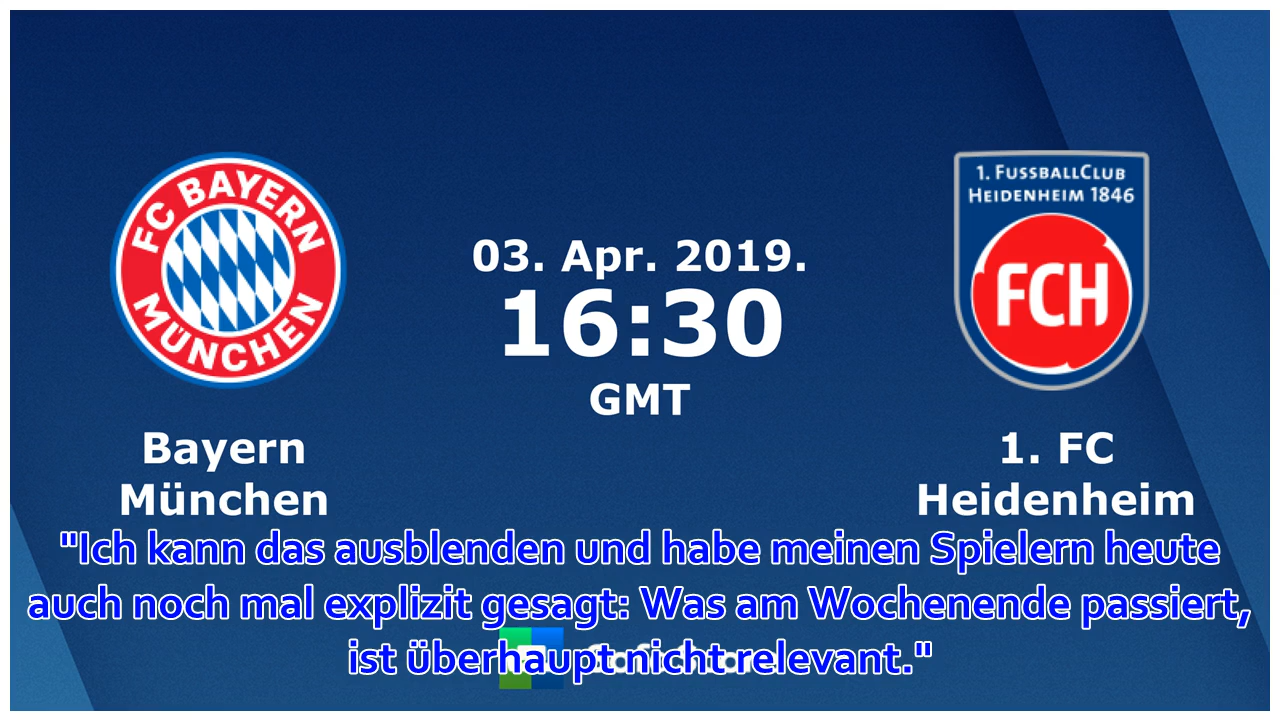 FC BAYERN
MÜNCHEN
1. FUSSBALLCLUB
HEIDENHEIM 1846
FCH
03. Apr. 2019.
16:30
GMT
Bayern
München
1. FC
Heidenheim
"Ich kann das ausblenden und habe meinen Spielern heute
auch noch mal explizit gesagt: Was am Wochenende passiert,
ist überhaupt nicht relevant."